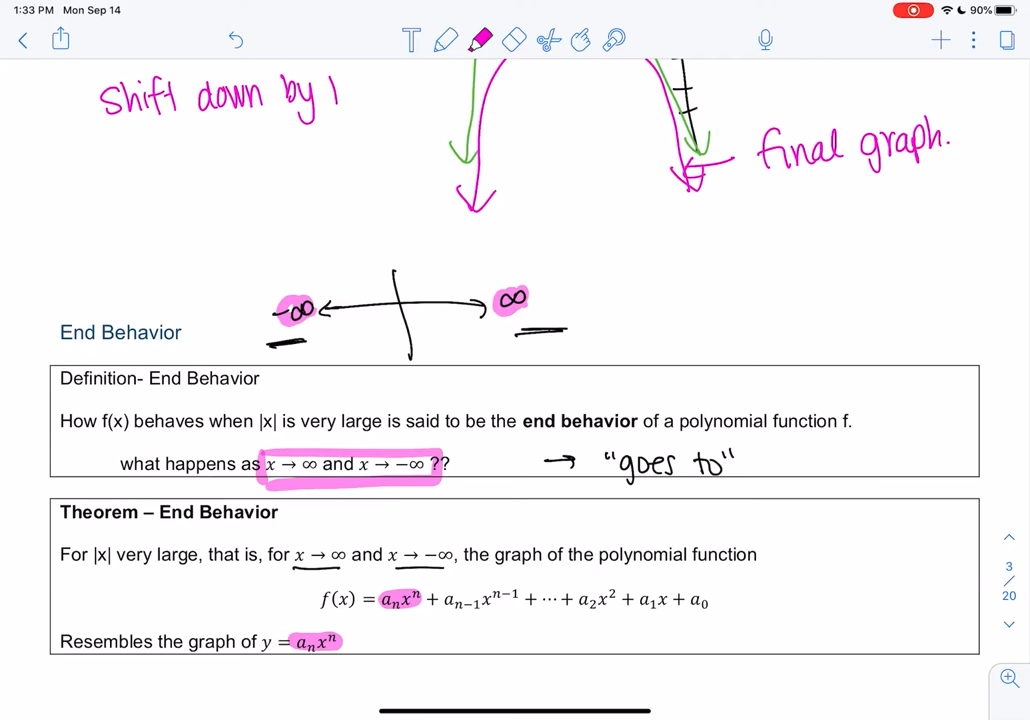 1:33 PM Mon Sep 14
90%
T
shift down by 1
final graph.
-∞ ∞
End Behavior
Definition- End Behavior
How f(x) behaves when |x| is very large is said to be the end behavior of a polynomial function f.
what happens as x → ∞ and x → −∞ ??
→ "goes to"
Theorem – End Behavior
For |x| very large, that is, for x → ∞ and x → −∞, the graph of the polynomial function
f(x) = aₙxⁿ + aₙ₋₁xⁿ⁻¹ + ⋯ + a₂x² + a₁x + a₀
Resembles the graph of y = aₙxⁿ
3
/
20